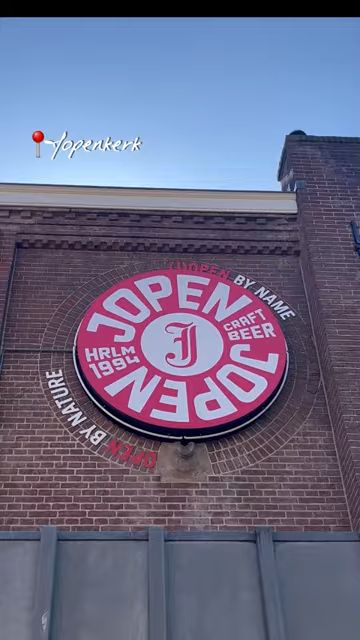 Jopenkerk
JOPEN BY NAME
JOPEN
CRAFT
BEER
J
HRLM
1994
JOPEN
OPEN BY NATURE